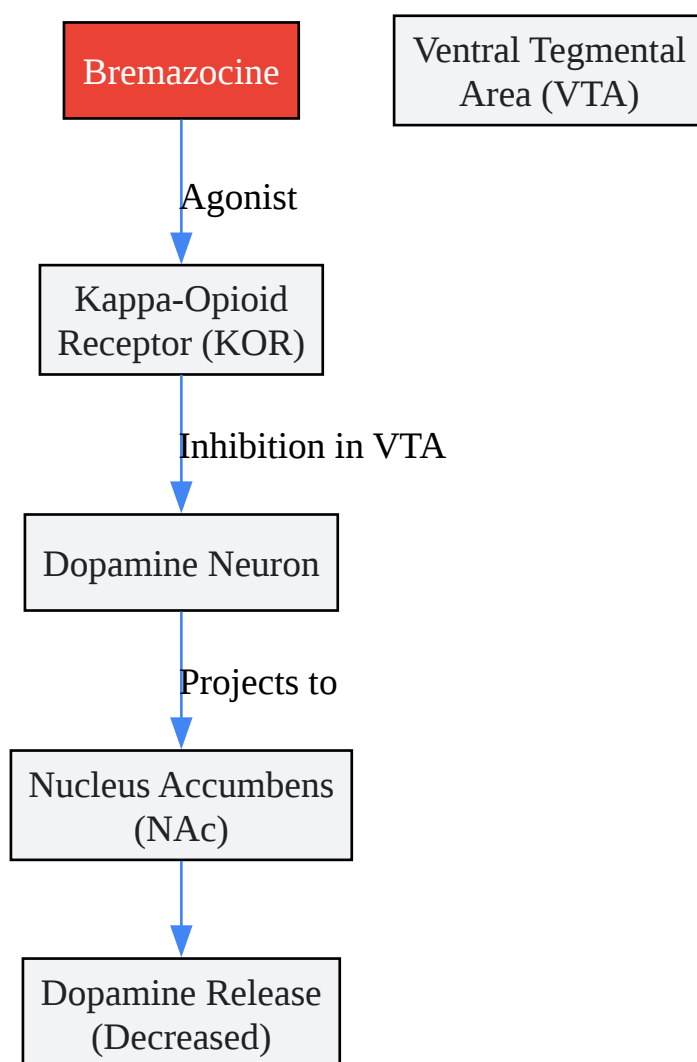 Bremazocine
Ventral Tegmental
Area (VTA)
Agonist
Kappa-Opioid
Receptor (KOR)
Inhibition in VTA
Dopamine Neuron
Projects to
Nucleus Accumbens
(NAc)
Dopamine Release
(Decreased)